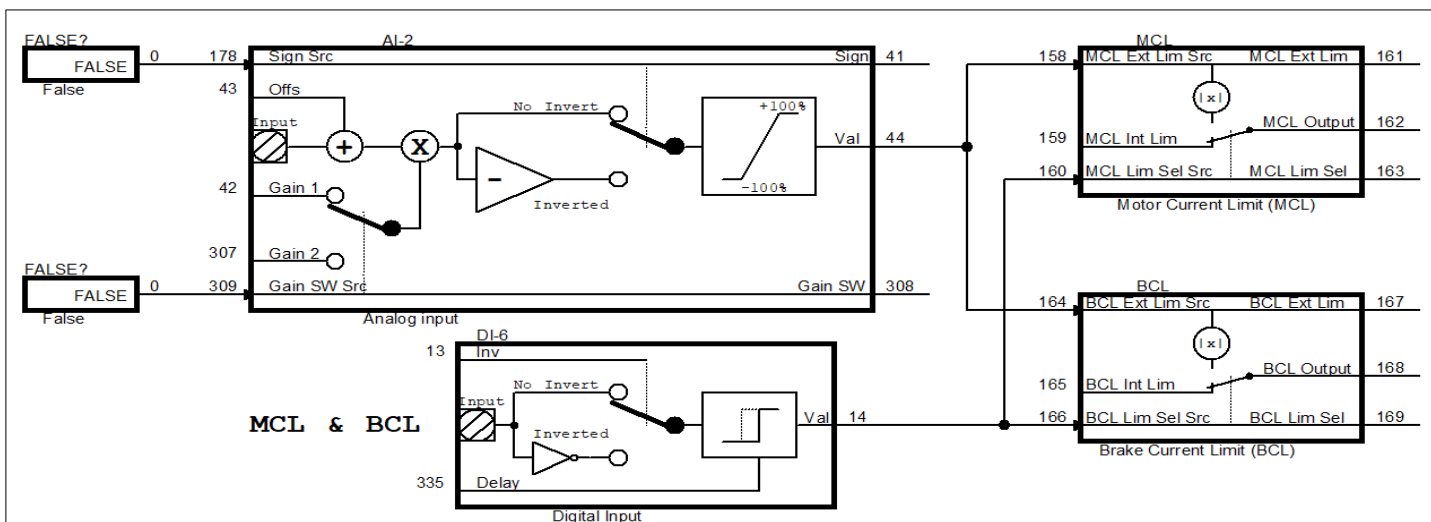 FALSE?
FALSE
False
0
178
AI-2
Sign Src
Sign
41
43
Offs
Input
+
X
No Invert
-
Inverted
+100%
-100%
Val
44
42
Gain 1
307
Gain 2
FALSE?
FALSE
False
0
309
Gain SW Src
Gain SW
308
Analog input
MCL & BCL
DI-6
13
Inv
Input
No Invert
Inverted
Val
14
335
Delay
Digital Input
MCL
158
MCL Ext Lim Src
MCL Ext Lim
161
|x|
159
MCL Int Lim
MCL Output
162
160
MCL Lim Sel Src
MCL Lim Sel
163
Motor Current Limit (MCL)
BCL
164
BCL Ext Lim Src
BCL Ext Lim
167
|x|
165
BCL Int Lim
BCL Output
168
166
BCL Lim Sel Src
BCL Lim Sel
169
Brake Current Limit (BCL)